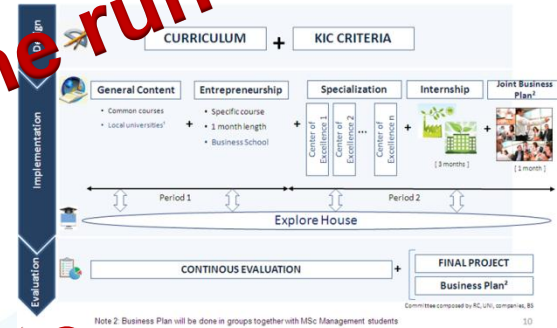 he run
Design
CURRICULUM
+
KIC CRITERIA
Implementation
General Content
• Common courses
• Local universities¹
+
Entrepreneurship
• Specific course
• 1 month length
• Business School
+
Specialization
Center of
Excellence 1
Center of
Excellence 2
...
Center of
Excellence n
+
Internship
[ 3 months ]
+
Joint Business
Plan²
[ 1 month ]
Period 1
Period 2
Explore House
Evaluation
CONTINOUS EVALUATION
+
FINAL PROJECT
Business Plan²
Committee composed by RC, UNI, companies, BS
Note 2: Business Plan will be done in groups together with MSc Management students
10